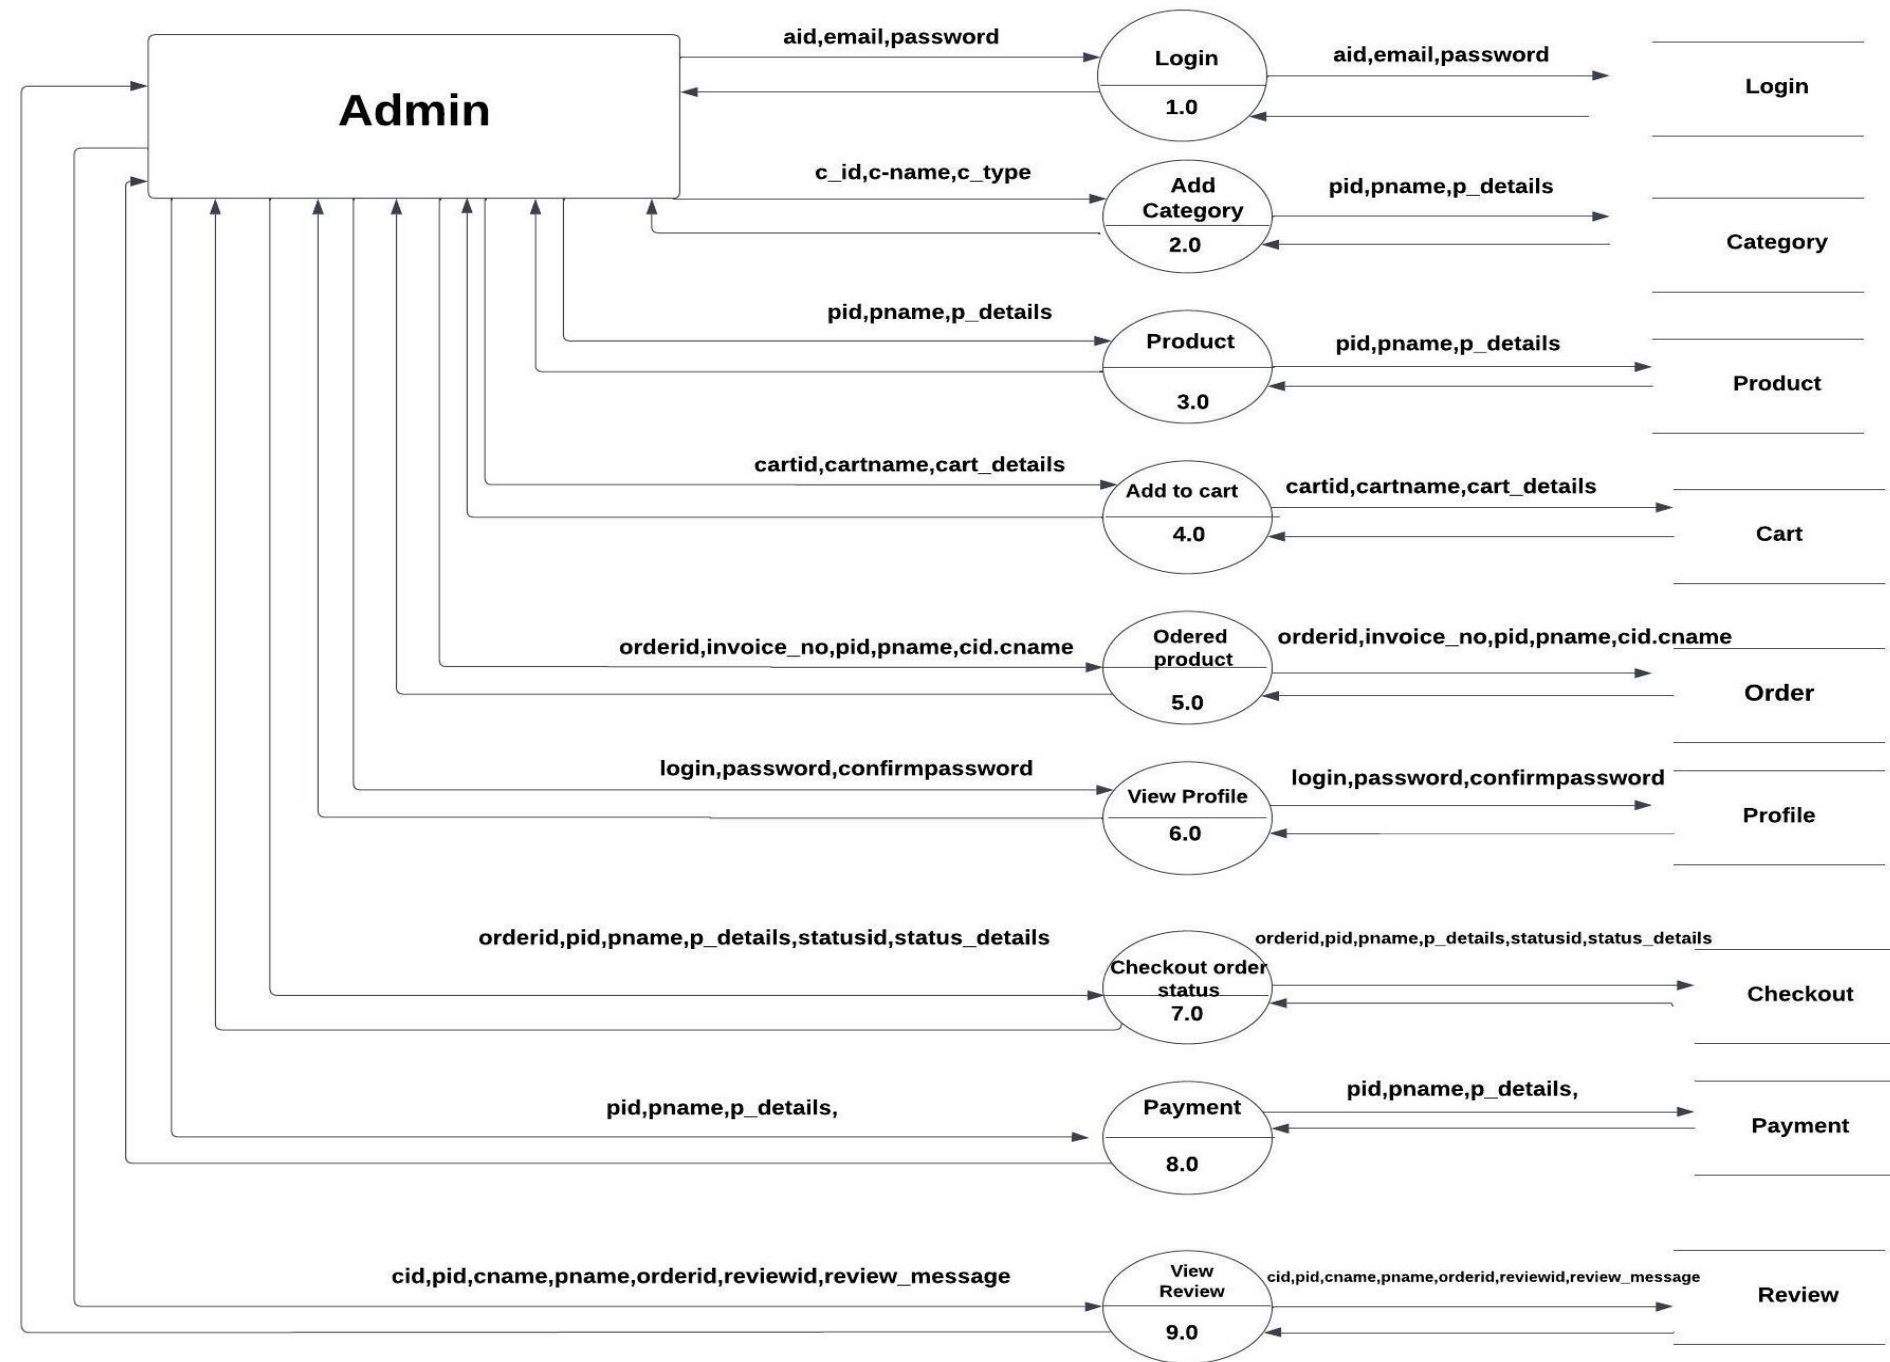 Admin
aid,email,password
Login
1.0
aid,email,password
Login
c_id,c-name,c_type
Add
Category
2.0
pid,pname,p_details
Category
pid,pname,p_details
Product
3.0
pid,pname,p_details
Product
cartid,cartname,cart_details
Add to cart
4.0
cartid,cartname,cart_details
Cart
orderid,invoice_no,pid,pname,cid.cname
Odered
product
5.0
orderid,invoice_no,pid,pname,cid.cname
Order
login,password,confirmpassword
View Profile
6.0
login,password,confirmpassword
Profile
orderid,pid,pname,p_details,statusid,status_details
Checkout order
status
7.0
orderid,pid,pname,p_details,statusid,status_details
Checkout
pid,pname,p_details,
Payment
8.0
pid,pname,p_details,
Payment
cid,pid,cname,pname,orderid,reviewid,review_message
View
Review
9.0
cid,pid,cname,pname,orderid,reviewid,review_message
Review